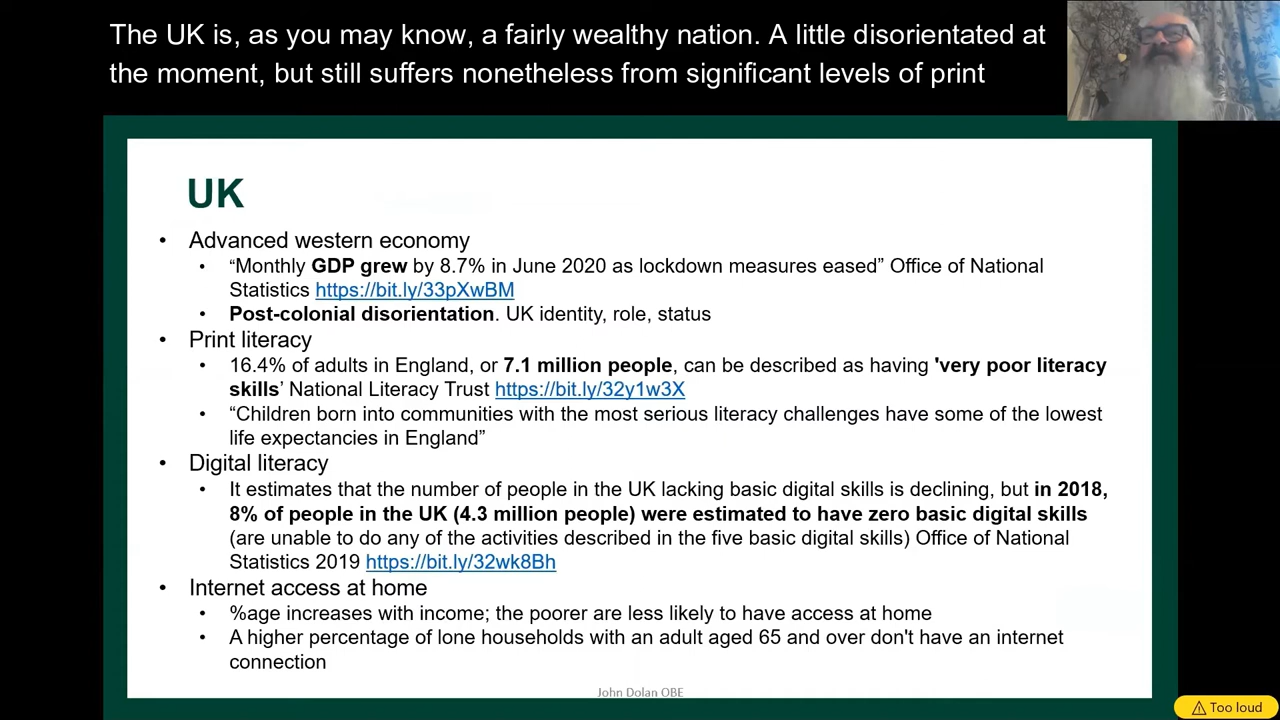 The UK is, as you may know, a fairly wealthy nation. A little disorientated at
the moment, but still suffers nonetheless from significant levels of print
UK
• Advanced western economy
• “Monthly GDP grew by 8.7% in June 2020 as lockdown measures eased” Office of National
Statistics https://bit.ly/33pXwBM
• Post-colonial disorientation. UK identity, role, status
• Print literacy
• 16.4% of adults in England, or 7.1 million people, can be described as having 'very poor literacy
skills’ National Literacy Trust https://bit.ly/32y1w3X
• “Children born into communities with the most serious literacy challenges have some of the lowest
life expectancies in England”
• Digital literacy
• It estimates that the number of people in the UK lacking basic digital skills is declining, but in 2018,
8% of people in the UK (4.3 million people) were estimated to have zero basic digital skills
(are unable to do any of the activities described in the five basic digital skills) Office of National
Statistics 2019 https://bit.ly/32wk8Bh
• Internet access at home
• %age increases with income; the poorer are less likely to have access at home
• A higher percentage of lone households with an adult aged 65 and over don't have an internet
connection
John Dolan OBE
Too loud